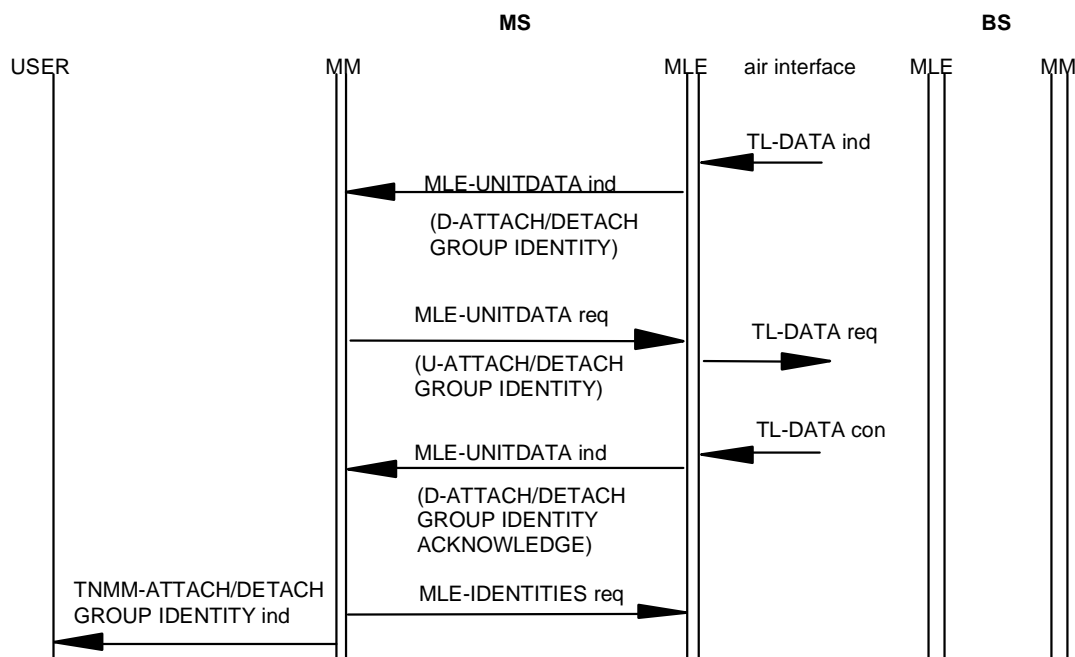 MS BS
USER MM MLE air interface MLE MM
TL-DATA ind
MLE-UNITDATA ind
(D-ATTACH/DETACH
GROUP IDENTITY)
MLE-UNITDATA req
TL-DATA req
(U-ATTACH/DETACH
GROUP IDENTITY)
TL-DATA con
MLE-UNITDATA ind
(D-ATTACH/DETACH
GROUP IDENTITY
ACKNOWLEDGE)
TNMM-ATTACH/DETACH
GROUP IDENTITY ind
MLE-IDENTITIES req